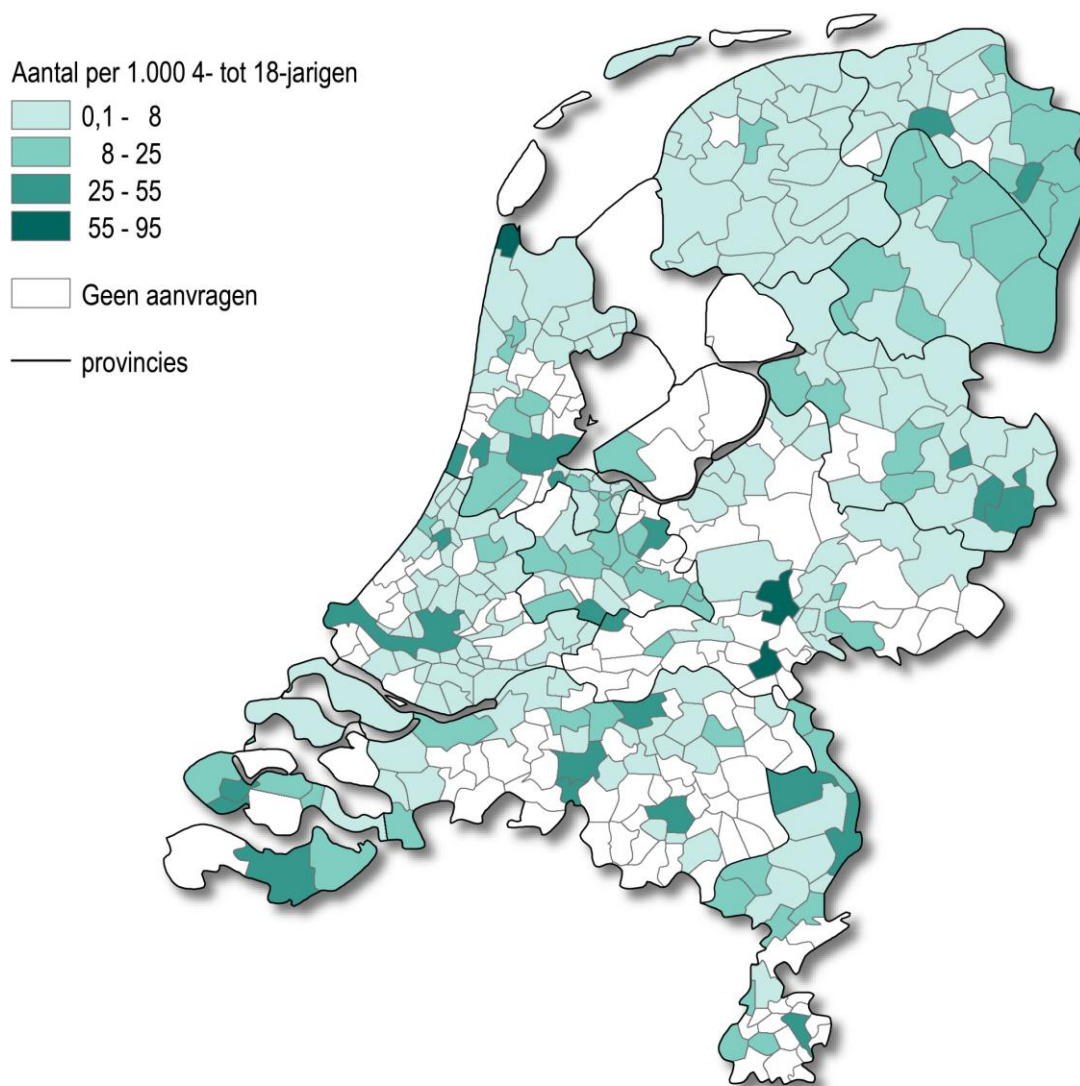 Aantal per 1.000 4- tot 18-jarigen
0,1 - 8
8 - 25
25 - 55
55 - 95
Geen aanvragen
provincies